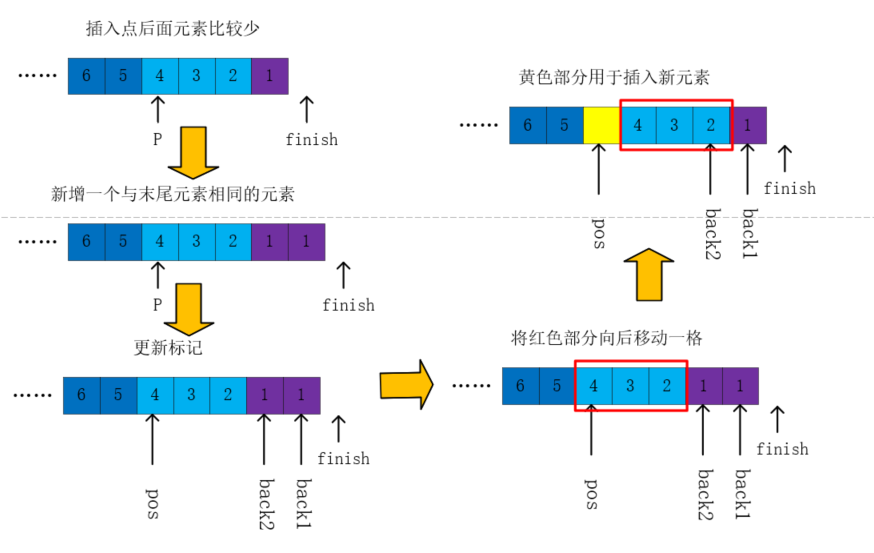 插入点后面元素比较少
…… 6 5 4 3 2 1
P finish
新增一个与末尾元素相同的元素
…… 6 5 4 3 2 1 1
P finish
更新标记
…… 6 5 4 3 2 1 1
finish
pos back2 back1
将红色部分向后移动一格
…… 6 5 4 3 2 1 1
finish
pos back2 back1
黄色部分用于插入新元素
…… 6 5 4 3 2 1
finish
pos back2 back1